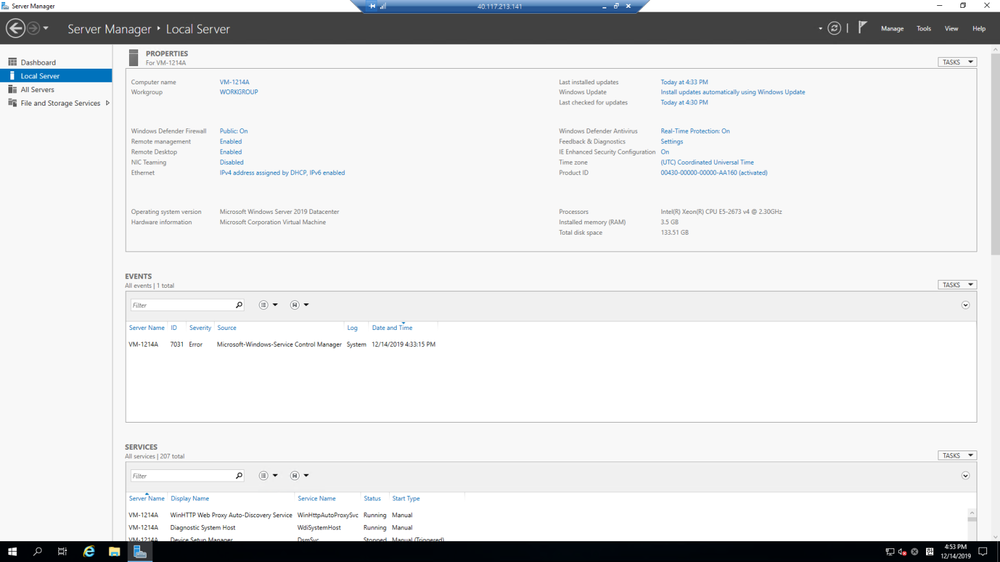 Server Manager
40.117.213.141
Server Manager ‣ Local Server
Manage Tools View Help
Dashboard
Local Server
All Servers
File and Storage Services
PROPERTIES
For VM-1214A
TASKS
Computer name VM-1214A
Workgroup WORKGROUP
Last installed updates Today at 4:33 PM
Windows Update Install updates automatically using Windows Update
Last checked for updates Today at 4:30 PM
Windows Defender Firewall Public: On
Remote management Enabled
Remote Desktop Enabled
NIC Teaming Disabled
Ethernet IPv4 address assigned by DHCP, IPv6 enabled
Windows Defender Antivirus Real-Time Protection: On
Feedback & Diagnostics Settings
IE Enhanced Security Configuration On
Time zone (UTC) Coordinated Universal Time
Product ID 00430-00000-00000-AA160 (activated)
Operating system version Microsoft Windows Server 2019 Datacenter
Hardware information Microsoft Corporation Virtual Machine
Processors Intel(R) Xeon(R) CPU E5-2673 v4 @ 2.30GHz
Installed memory (RAM) 3.5 GB
Total disk space 133.51 GB
EVENTS
All events | 1 total
TASKS
Filter
Server Name ID Severity Source Log Date and Time
VM-1214A 7031 Error Microsoft-Windows-Service Control Manager System 12/14/2019 4:33:15 PM
SERVICES
All services | 207 total
TASKS
Filter
Server Name Display Name Service Name Status Start Type
VM-1214A WinHTTP Web Proxy Auto-Discovery Service WinHttpAutoProxySvc Running Manual
VM-1214A Diagnostic System Host WdiSystemHost Running Manual
VM-1214A Device Setup Manager DsmSvc Stopped Manual (Triggered)
4:53 PM
12/14/2019